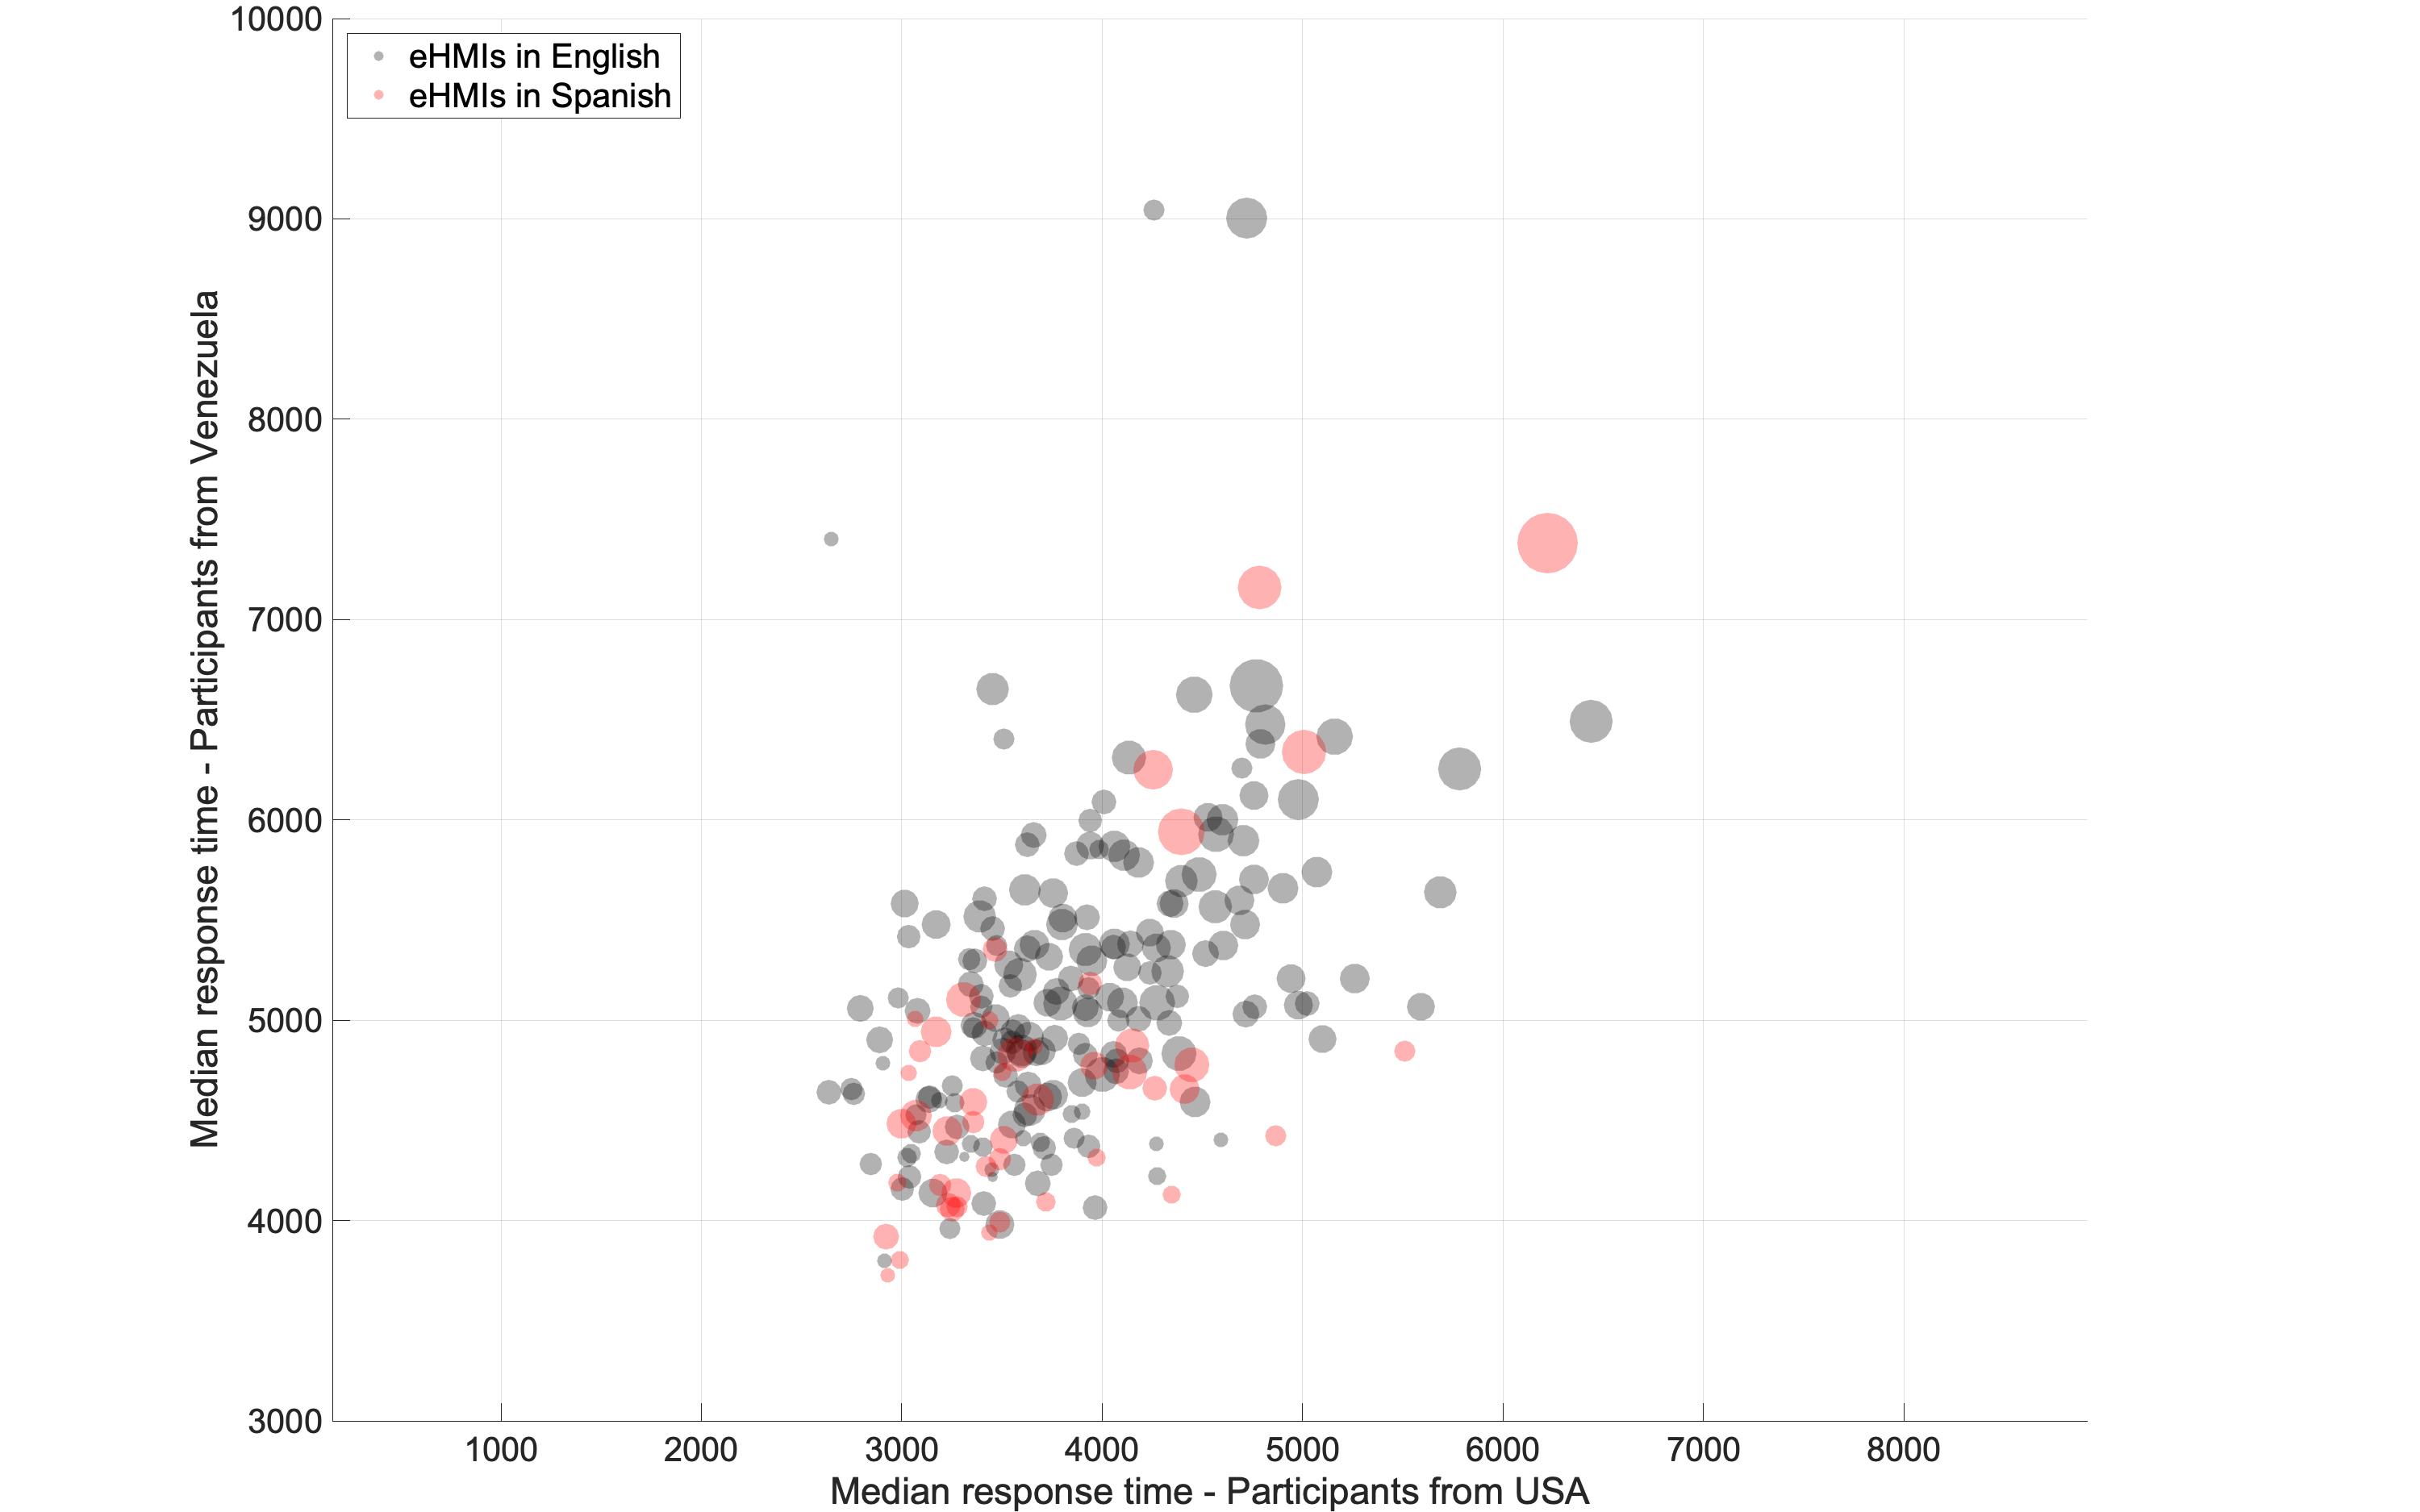 10000
eHMIs in English
eHMIs in Spanish
9000
8000
7000
6000
5000
4000
3000
Median response time - Participants from Venezuela
1000 2000 3000 4000 5000 6000 7000 8000
Median response time - Participants from USA